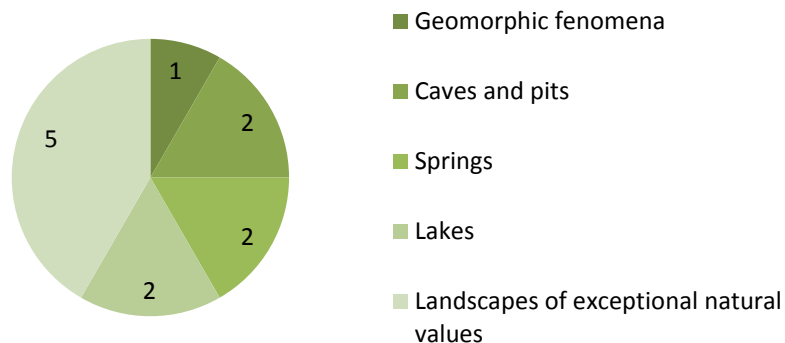 1
2
2
2
5
Geomorphic fenomena
Caves and pits
Springs
Lakes
Landscapes of exceptional natural
values